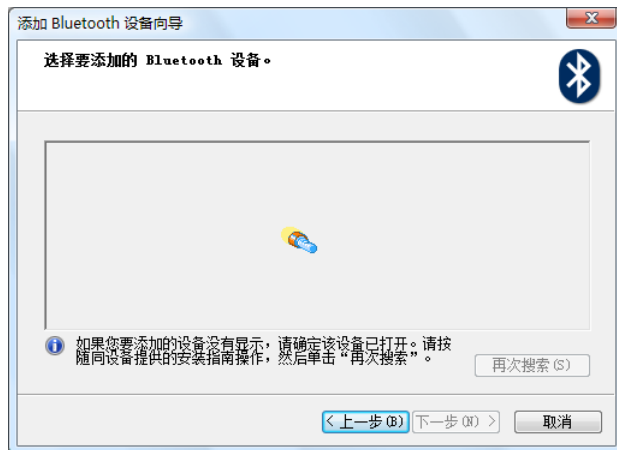 添加 Bluetooth 设备向导
选择要添加的 Bluetooth 设备。
如果您要添加的设备没有显示，请确定该设备已打开。请按
随同设备提供的安装指南操作，然后单击“再次搜索”。
再次搜索(S)
< 上一步(B) 下一步(N) > 取消